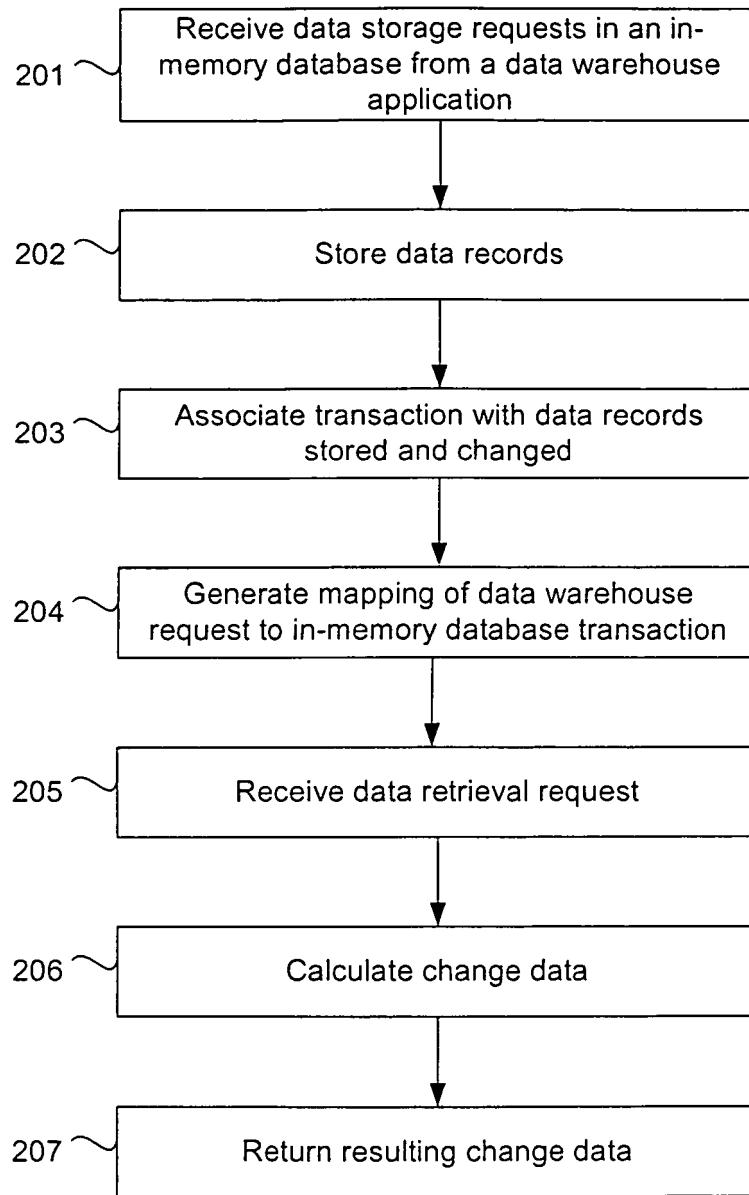 Receive data storage requests in an in-
201
memory database from a data warehouse
application
202
Store data records
203
Associate transaction with data records
stored and changed
204
Generate mapping of data warehouse
request to in-memory database transaction
205
Receive data retrieval request
206
Calculate change data
207
Return resulting change data